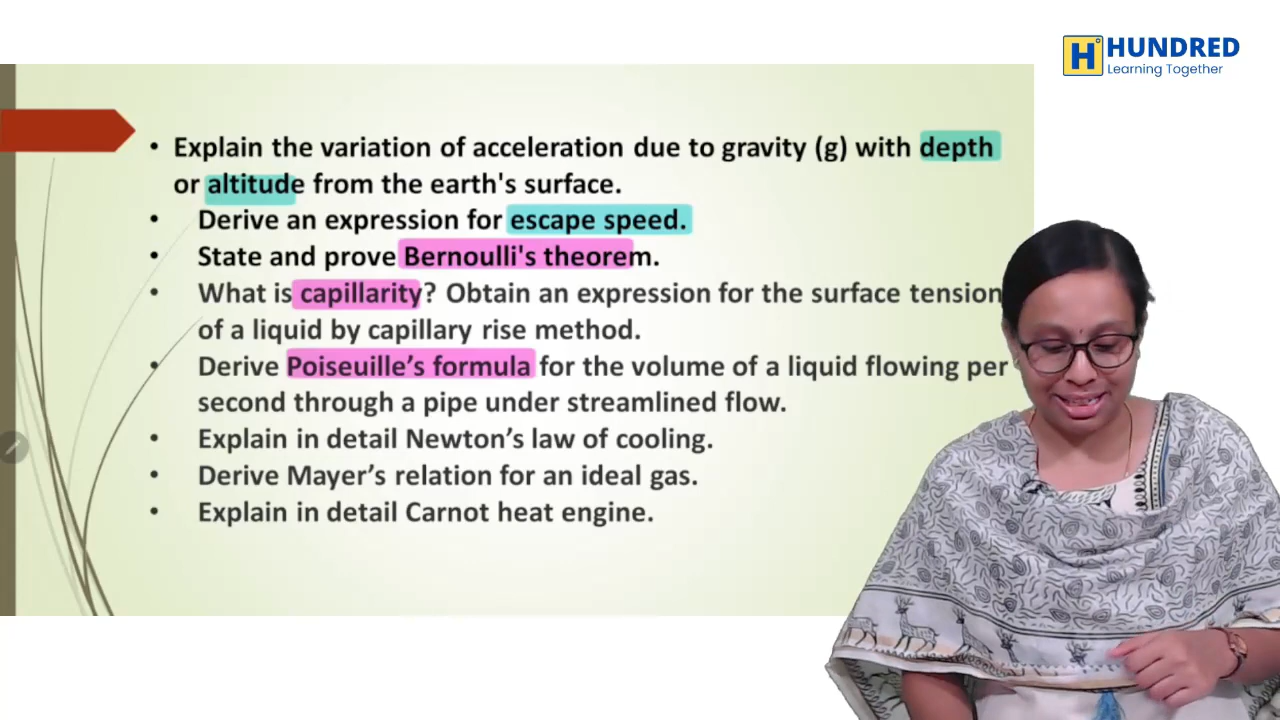 H° HUNDRED
Learning Together
• Explain the variation of acceleration due to gravity (g) with depth
or altitude from the earth's surface.
• Derive an expression for escape speed.
• State and prove Bernoulli's theorem.
• What is capillarity? Obtain an expression for the surface tension
of a liquid by capillary rise method.
• Derive Poiseuille’s formula for the volume of a liquid flowing per
second through a pipe under streamlined flow.
• Explain in detail Newton’s law of cooling.
• Derive Mayer’s relation for an ideal gas.
• Explain in detail Carnot heat engine.